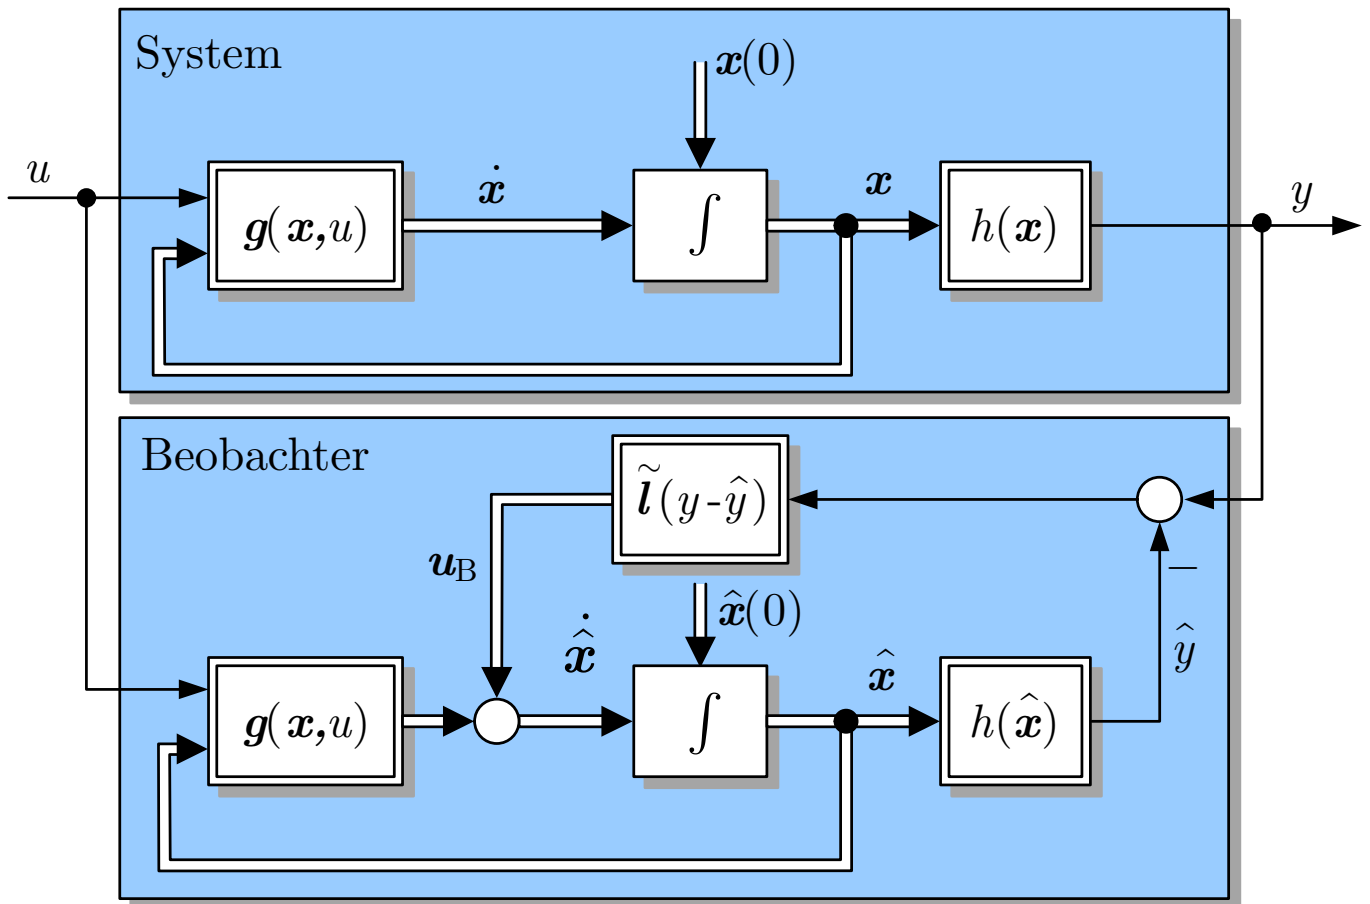 System
𝒙(0)
u
𝒈(𝒙,u)
𝒙̇
∫
𝒙
h(𝒙)
y
Beobachter
𝒍̃(y-ŷ)
𝒖_B
𝒙̂(0)
−
𝒈(𝒙,u)
𝒙̂̇
∫
𝒙̂
h(𝒙̂)
ŷ